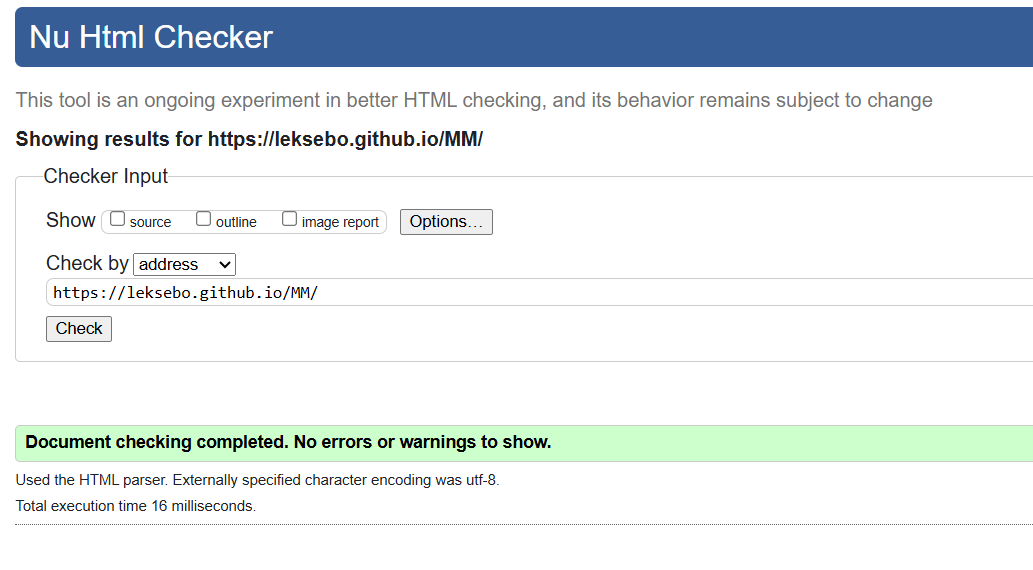 Nu Html Checker
This tool is an ongoing experiment in better HTML checking, and its behavior remains subject to change
Showing results for https://leksebo.github.io/MM/
Checker Input
Show source outline image report Options...
Check by address
https://leksebo.github.io/MM/
Check
Document checking completed. No errors or warnings to show.
Used the HTML parser. Externally specified character encoding was utf-8.
Total execution time 16 milliseconds.